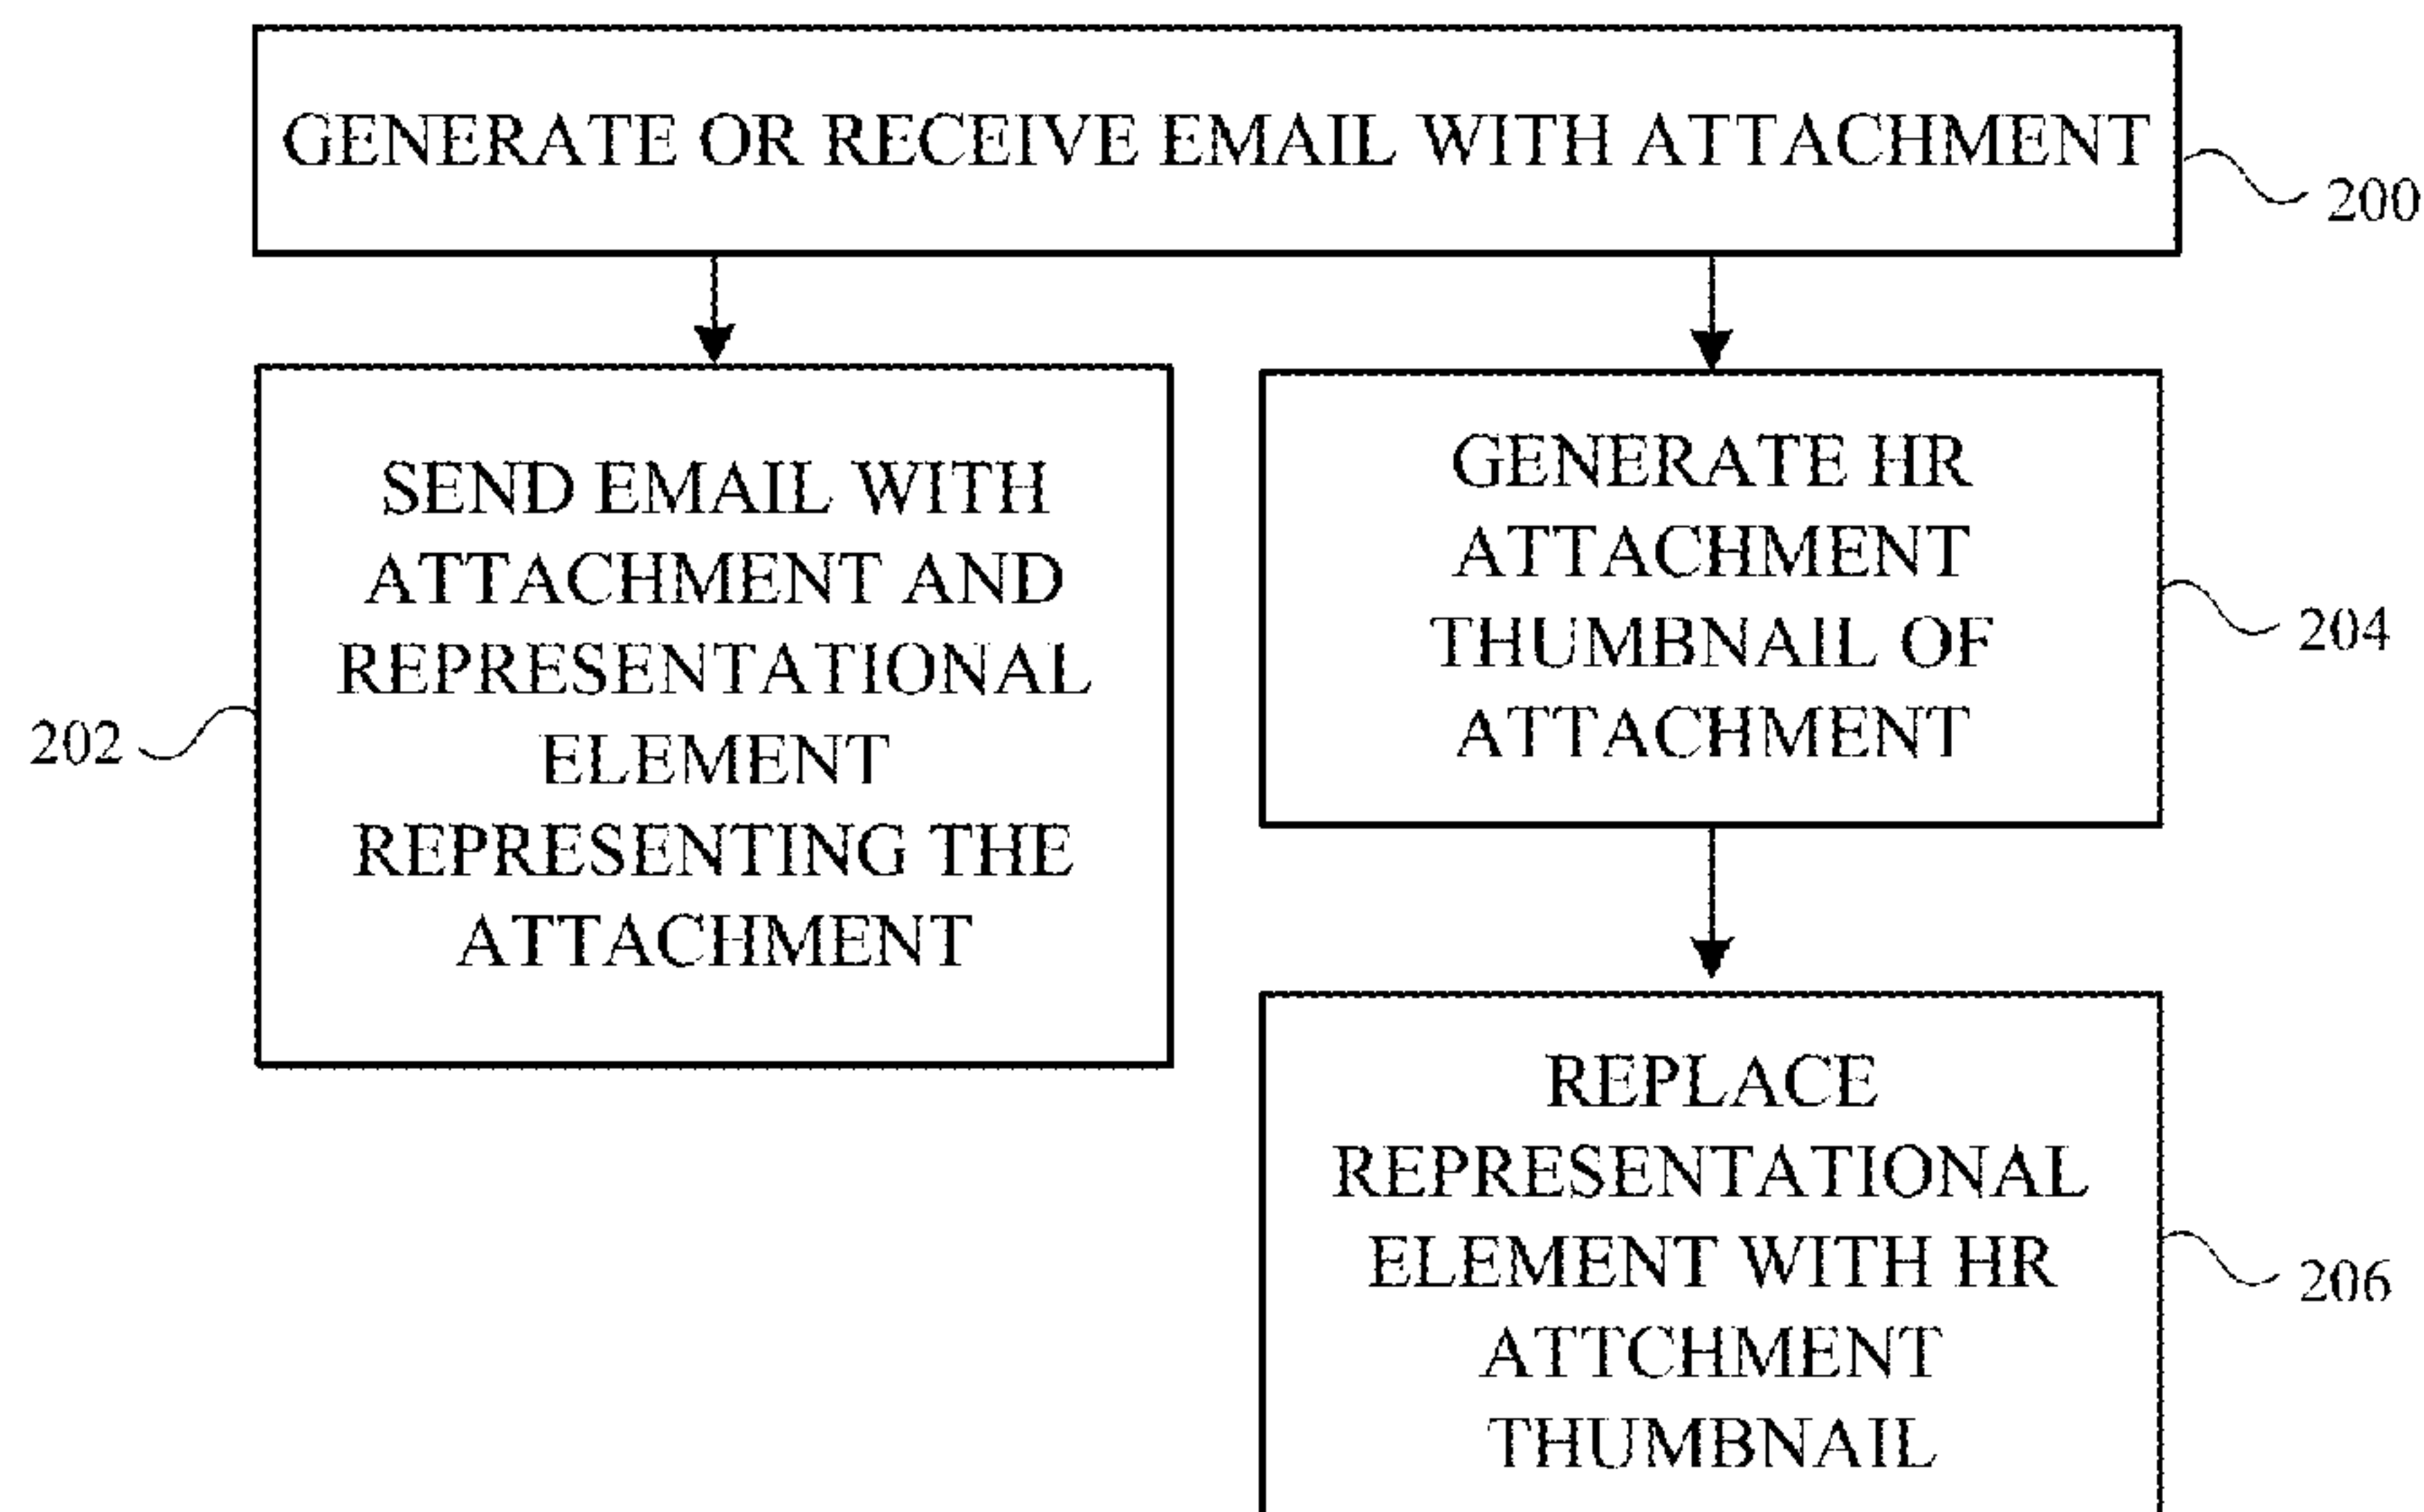 GENERATE OR RECEIVE EMAIL WITH ATTACHMENT
200
SEND EMAIL WITH
ATTACHMENT AND
REPRESENTATIONAL
ELEMENT
REPRESENTING THE
ATTACHMENT
202
GENERATE HR
ATTACHMENT
THUMBNAIL OF
ATTACHMENT
204
REPLACE
REPRESENTATIONAL
ELEMENT WITH HR
ATTCHMENT
THUMBNAIL
206